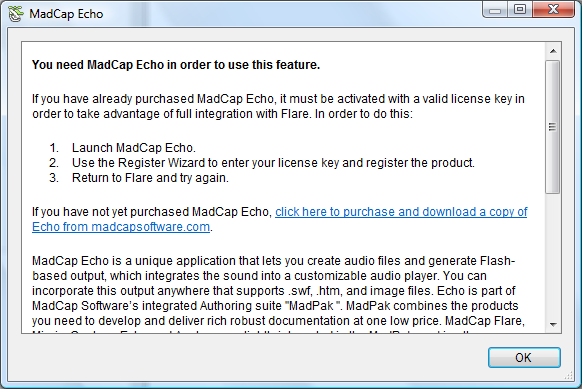 MadCap Echo
You need MadCap Echo in order to use this feature.
If you have already purchased MadCap Echo, it must be activated with a valid license key in
order to take advantage of full integration with Flare. In order to do this:
1. Launch MadCap Echo.
2. Use the Register Wizard to enter your license key and register the product.
3. Return to Flare and try again.
If you have not yet purchased MadCap Echo, click here to purchase and download a copy of
Echo from madcapsoftware.com.
MadCap Echo is a unique application that lets you create audio files and generate Flash-
based output, which integrates the sound into a customizable audio player. You can
incorporate this output anywhere that supports .swf, .htm, and image files. Echo is part of
MadCap Software's integrated Authoring suite "MadPak ". MadPak combines the products
you need to develop and deliver rich robust documentation at one low price. MadCap Flare,
OK